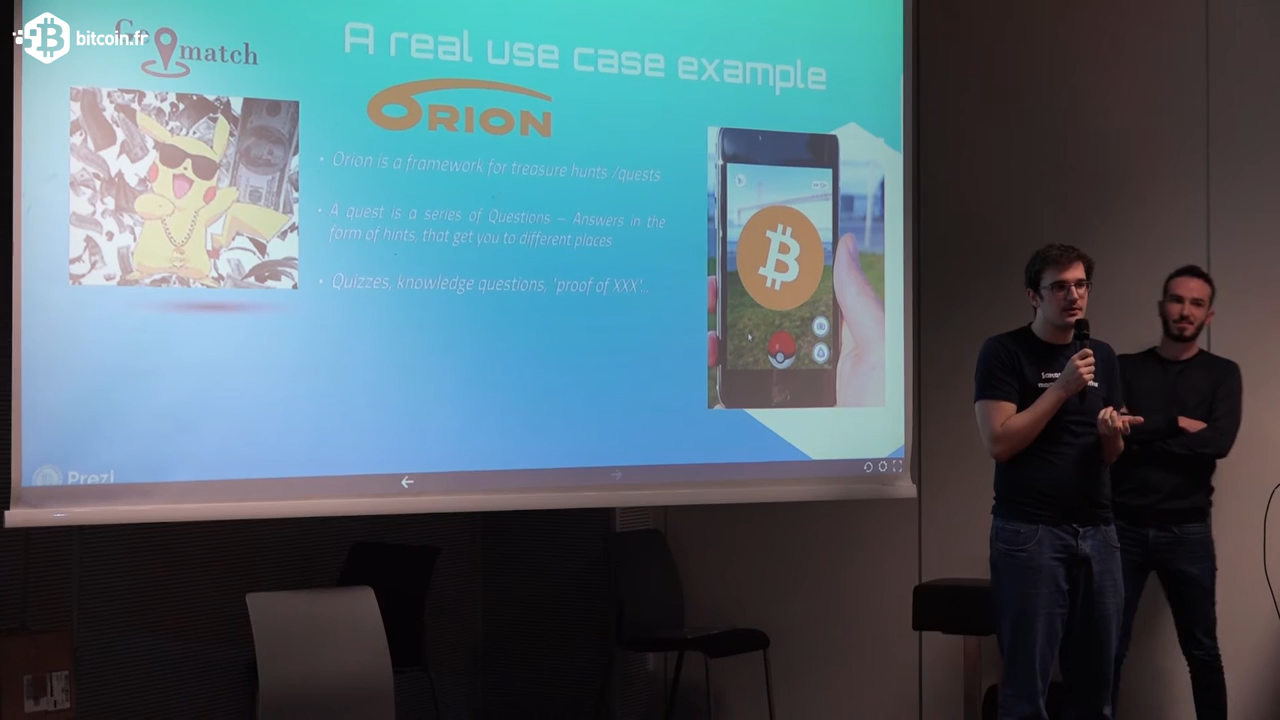 bitcoin.fr
Ge
match
A real use case example
ORION
• Orion is a framework for treasure hunts /quests
• A quest is a series of Questions – Answers in the
form of hints, that get you to different places
• Quizzes, knowledge questions, 'proof of XXX'...
Prezi